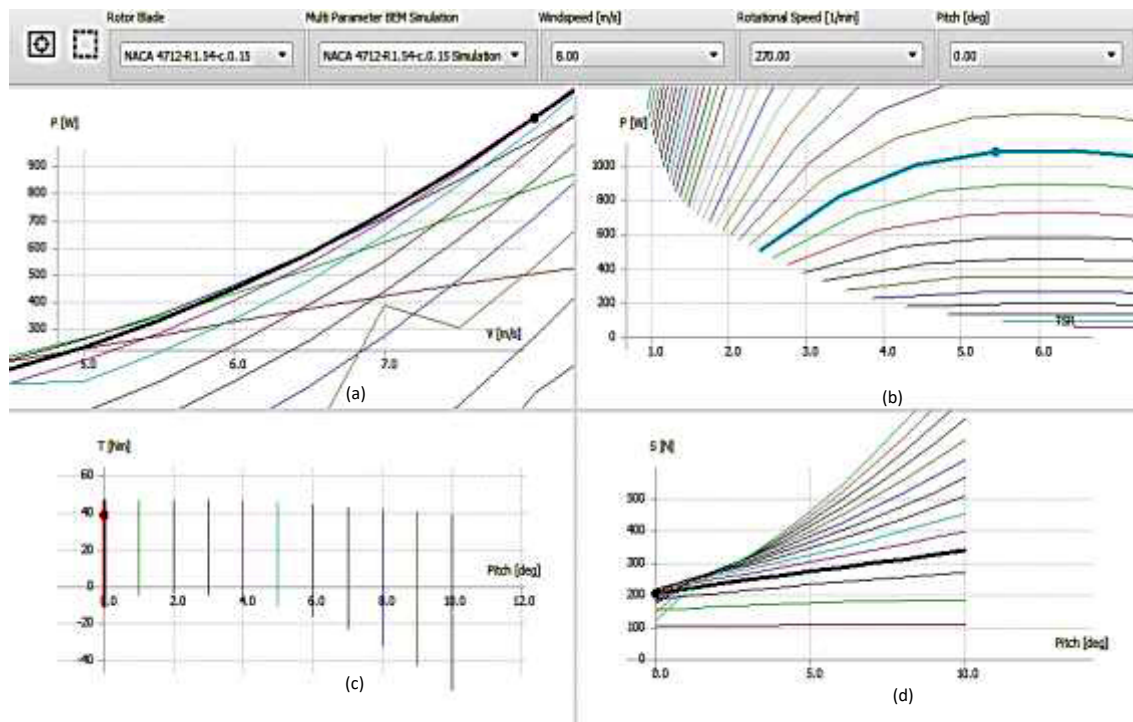 Rotor Blade Multi Parameter BEM Simulation Windspeed [m/s] Rotational Speed [1/min] Pitch [deg]
NACA 4712-R1.54-c.0.15 NACA 4712-R1.54-c.0.15 Simulation 8.00 270.00 0.00
P [W]
900
800
700
600
500
400
300
V [m/s]
5.0 6.0 7.0
(a)
P [W]
1000
800
600
400
200
0
TSR
1.0 2.0 3.0 4.0 5.0 6.0
(b)
T [Nm]
60
40
20
0
-20
-40
Pitch [deg]
0.0 2.0 4.0 6.0 8.0 10.0 12.0
(c)
S [N]
500
400
300
200
100
0
Pitch [deg]
0.0 5.0 10.0
(d)